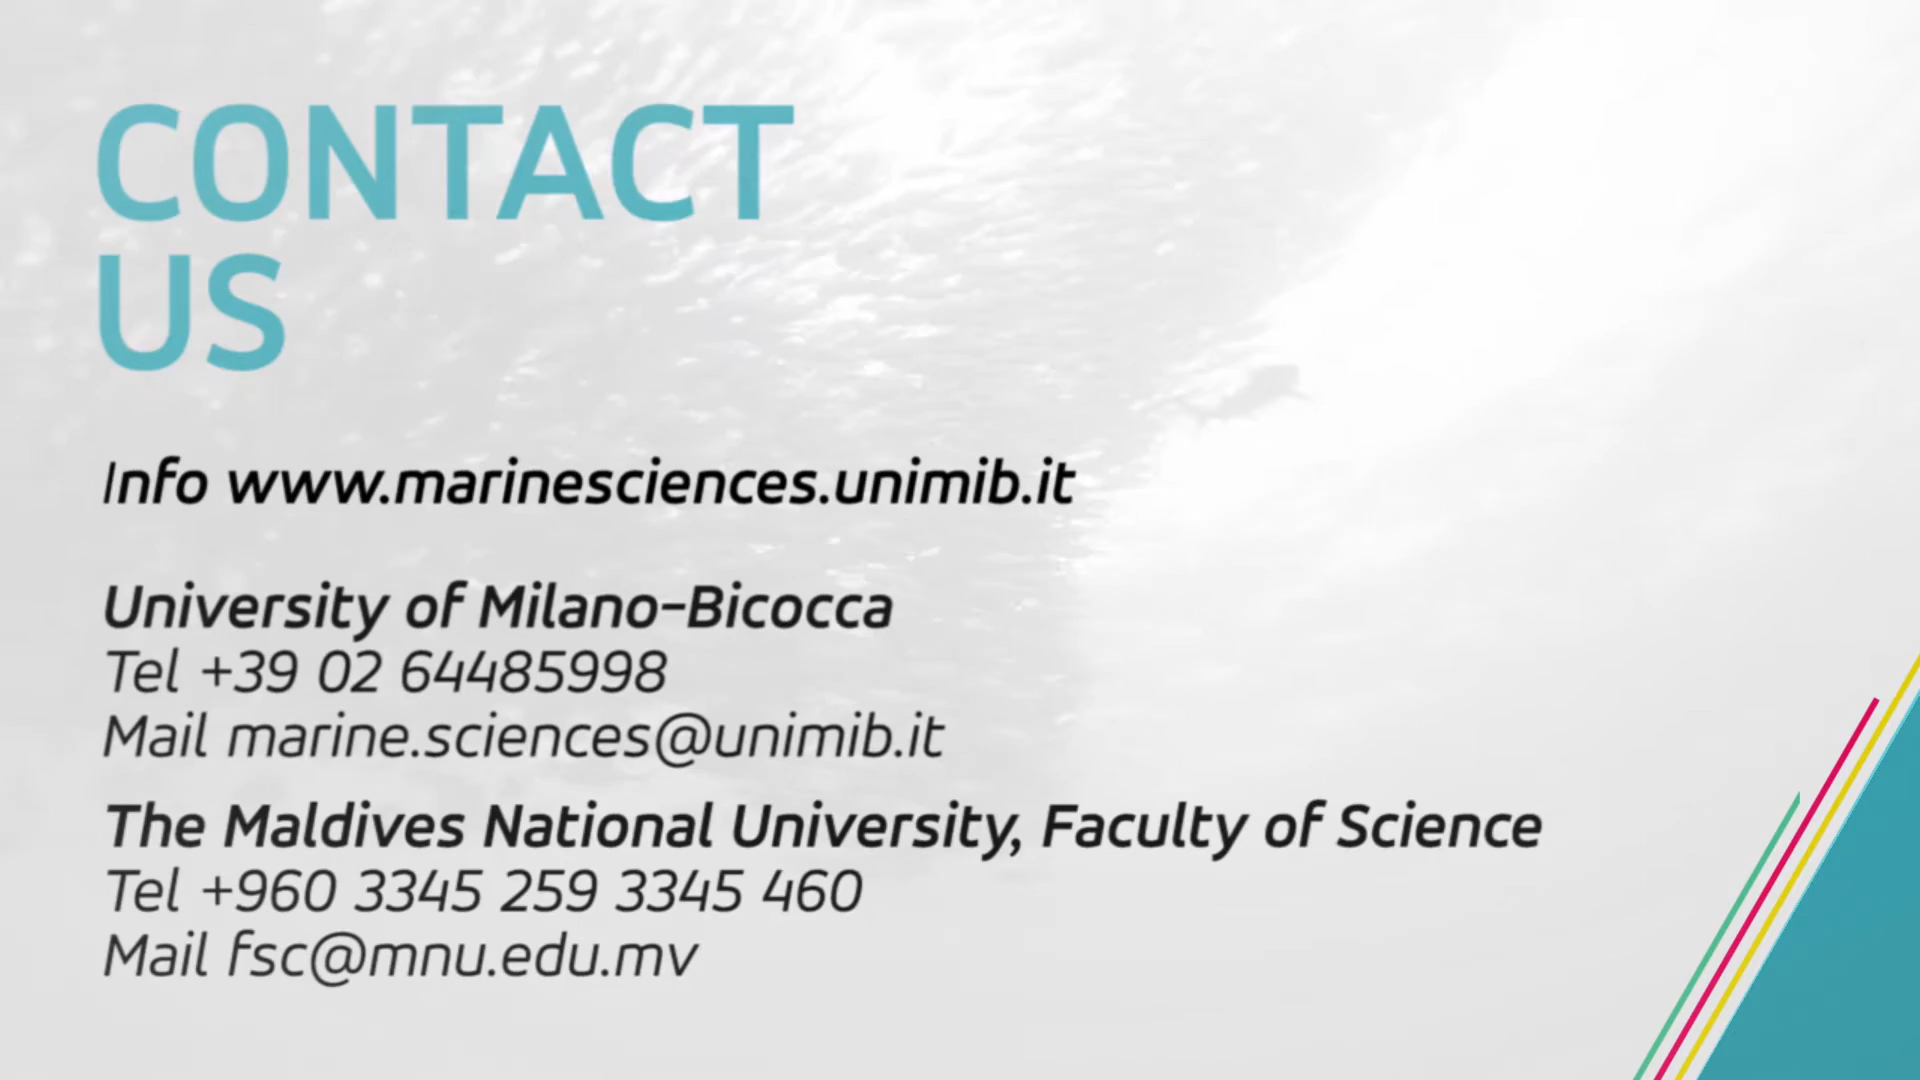 CONTACT
US
Info www.marinesciences.unimib.it
University of Milano-Bicocca
Tel +39 02 64485998
Mail marine.sciences@unimib.it
The Maldives National University, Faculty of Science
Tel +960 3345 259 3345 460
Mail fsc@mnu.edu.mv